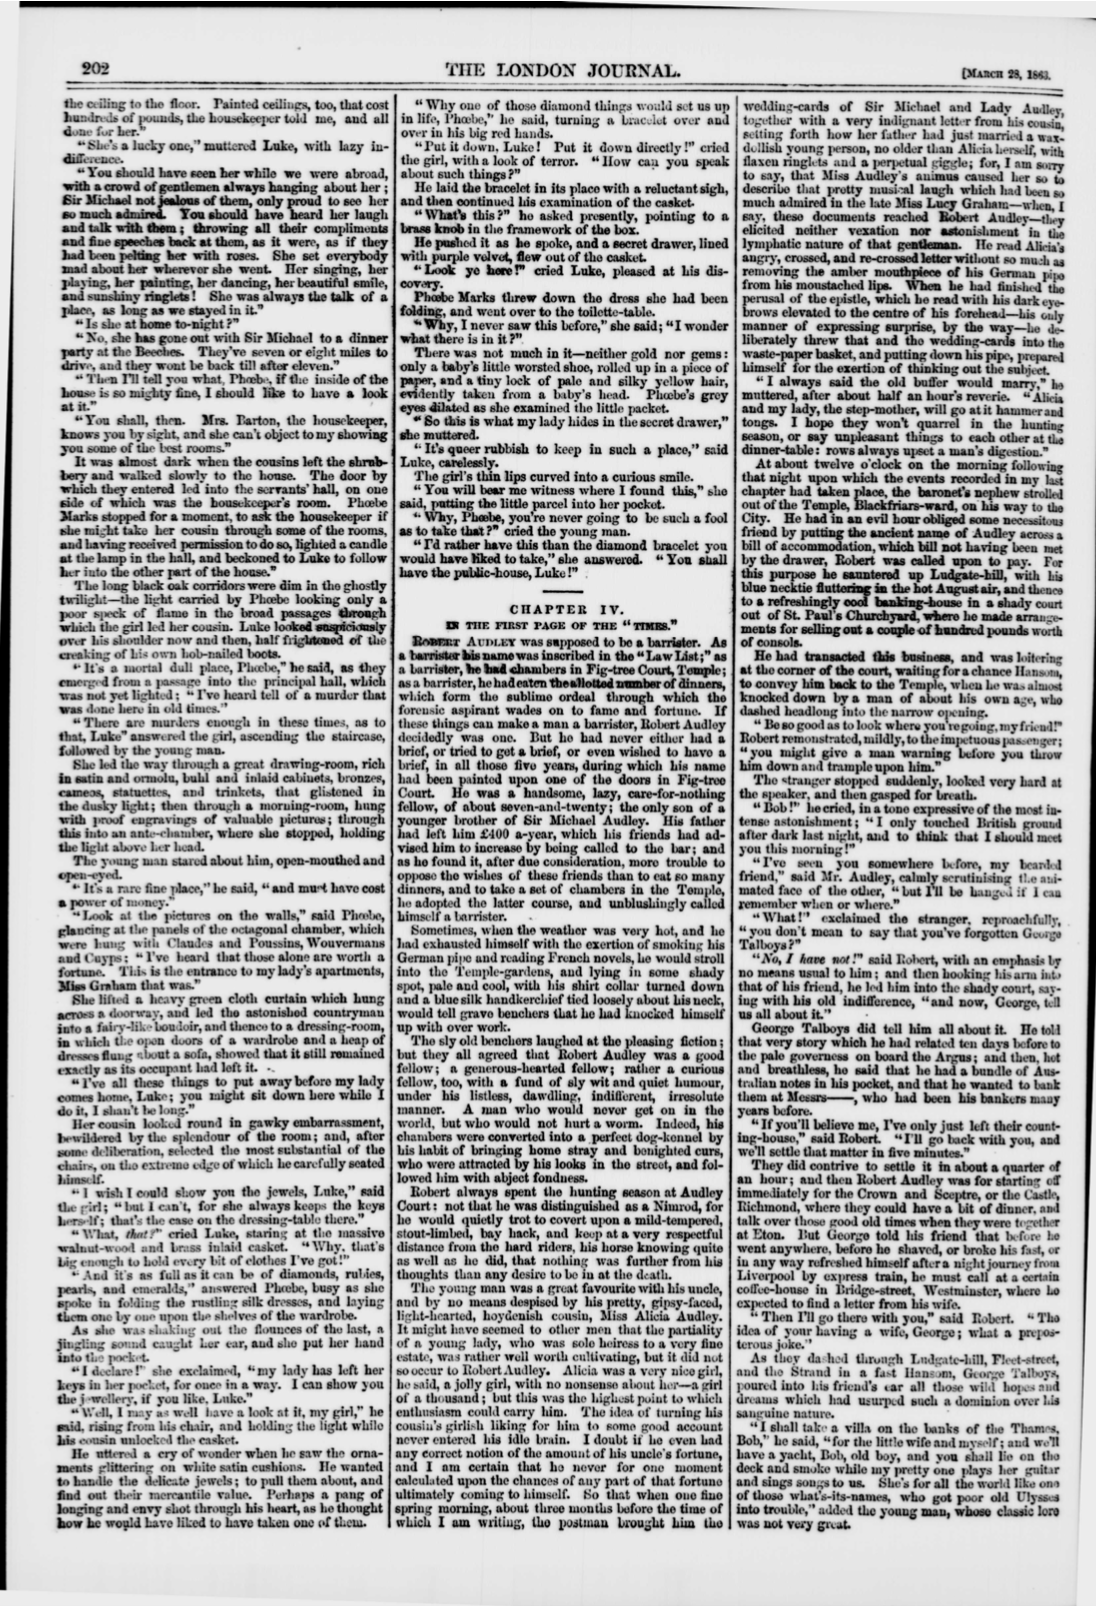 202
THE LONDON JOURNAL.
[MARCH 28, 1863.
the ceiling to the floor. Painted ceilings, too, that cost
hundreds of pounds, the housekeeper told me, and all
done for her."
"She's a lucky one," muttered Luke, with lazy in-
difference.
"You should have seen her while we were abroad,
with a crowd of gentlemen always hanging about her;
Sir Michael not jealous of them, only proud to see her
so much admired. You should have heard her laugh
and talk with them; throwing all their compliments
and fine speeches back at them, as it were, as if they
had been pelting her with roses. She set everybody
mad about her wherever she went. Her singing, her
playing, her painting, her dancing, her beautiful smile,
and sunshiny ringlets! She was always the talk of a
place, as long as we stayed in it."
"Is she at home to-night?"
"No, she has gone out with Sir Michael to a dinner
party at the Beeches. They've seven or eight miles to
drive, and they wont be back till after eleven."
"Then I'll tell you what, Phœbe, if the inside of the
house is so mighty fine, I should like to have a look
at it."
"You shall, then. Mrs. Barton, the housekeeper,
knows you by sight, and she can't object to my showing
you some of the best rooms."
It was almost dark when the cousins left the shrub-
bery and walked slowly to the house. The door by
which they entered led into the servants' hall, on one
side of which was the housekeeper's room. Phœbe
Marks stopped for a moment, to ask the housekeeper if
she might take her cousin through some of the rooms,
and having received permission to do so, lighted a candle
at the lamp in the hall, and beckoned to Luke to follow
her into the other part of the house."
The long black oak corridors were dim in the ghostly
twilight—the light carried by Phœbe looking only a
poor speck of flame in the broad passages through
which the girl led her cousin. Luke looked suspiciously
over his shoulder now and then, half frightened of the
creaking of his own hob-nailed boots.
"It's a mortal dull place, Phœbe," he said, as they
emerged from a passage into the principal hall, which
was not yet lighted; "I've heard tell of a murder that
was done here in old times."
"There are murders enough in these times, as to
that, Luke" answered the girl, ascending the staircase,
followed by the young man.
She led the way through a great drawing-room, rich
in satin and ormolu, buhl and inlaid cabinets, bronzes,
cameos, statuettes, and trinkets, that glistened in
the dusky light; then through a morning-room, hung
with proof engravings of valuable pictures; through
this into an ante-chamber, where she stopped, holding
the light above her head.
The young man stared about him, open-mouthed and
open-eyed.
"It's a rare fine place," he said, "and must have cost
a power of money."
"Look at the pictures on the walls," said Phœbe,
glancing at the panels of the octagonal chamber, which
were hung with Claudes and Poussins, Wouvermans
and Cuyps; "I've heard that those alone are worth a
fortune. This is the entrance to my lady's apartments,
Miss Graham that was."
She lifted a heavy green cloth curtain which hung
across a doorway, and led the astonished countryman
into a fairy-like boudoir, and thence to a dressing-room,
in which the open doors of a wardrobe and a heap of
dresses flung about a sofa, showed that it still remained
exactly as its occupant had left it.
"I've all these things to put away before my lady
comes home, Luke; you might sit down here while I
do it, I shan't be long."
Her cousin looked round in gawky embarrassment,
bewildered by the splendour of the room; and, after
some deliberation, selected the most substantial of the
chairs, on the extreme edge of which he carefully seated
himself.
"I wish I could show you the jewels, Luke," said
the girl; "but I can't, for she always keeps the keys
herself; that's the case on the dressing-table there."
"What, that?" cried Luke, staring at the massive
walnut-wood and brass inlaid casket. "Why, that's
big enough to hold every bit of clothes I've got!"
"And it's as full as it can be of diamonds, rubies,
pearls, and emeralds," answered Phœbe, busy as she
spoke in folding the rustling silk dresses, and laying
them one by one upon the shelves of the wardrobe.
As she was shaking out the flounces of the last, a
jingling sound caught her ear, and she put her hand
into the pocket.
"I declare!" she exclaimed, "my lady has left her
keys in her pocket, for once in a way. I can show you
the jewellery, if you like, Luke."
"Well, I may as well have a look at it, my girl," he
said, rising from his chair, and holding the light while
his cousin unlocked the casket.
He uttered a cry of wonder when he saw the orna-
ments glittering on white satin cushions. He wanted
to handle the delicate jewels; to pull them about, and
find out their mercantile value. Perhaps a pang of
longing and envy shot through his heart, as he thought
how he would have liked to have taken one of them.
"Why one of those diamond things would set us up
in life, Phœbe," he said, turning a bracelet over and
over in his big red hands.
"Put it down, Luke! Put it down directly!" cried
the girl, with a look of terror. "How can you speak
about such things?"
He laid the bracelet in its place with a reluctant sigh,
and then continued his examination of the casket.
"What's this?" he asked presently, pointing to a
brass knob in the framework of the box.
He pushed it as he spoke, and a secret drawer, lined
with purple velvet, flew out of the casket.
"Look ye here!" cried Luke, pleased at his dis-
covery.
Phœbe Marks threw down the dress she had been
folding, and went over to the toilette-table.
"Why, I never saw this before," she said; "I wonder
what there is in it?"
There was not much in it—neither gold nor gems:
only a baby's little worsted shoe, rolled up in a piece of
paper, and a tiny lock of pale and silky yellow hair,
evidently taken from a baby's head. Phœbe's grey
eyes dilated as she examined the little packet.
"So this is what my lady hides in the secret drawer,"
she muttered.
"It's queer rubbish to keep in such a place," said
Luke, carelessly.
The girl's thin lips curved into a curious smile.
"You will bear me witness where I found this," she
said, putting the little parcel into her pocket.
"Why, Phœbe, you're never going to be such a fool
as to take that?" cried the young man.
"I'd rather have this than the diamond bracelet you
would have liked to take," she answered. "You shall
have the public-house, Luke!"
CHAPTER IV.
IN THE FIRST PAGE OF THE "TIMES."
ROBERT AUDLEY was supposed to be a barrister. As
a barrister his name was inscribed in the "Law List;" as
a barrister, he had chambers in Fig-tree Court, Temple;
as a barrister, he had eaten the allotted number of dinners,
which form the sublime ordeal through which the
forensic aspirant wades on to fame and fortune. If
these things can make a man a barrister, Robert Audley
decidedly was one. But he had never either had a
brief, or tried to get a brief, or even wished to have a
brief, in all those five years, during which his name
had been painted upon one of the doors in Fig-tree
Court. He was a handsome, lazy, care-for-nothing
fellow, of about seven-and-twenty; the only son of a
younger brother of Sir Michael Audley. His father
had left him £400 a-year, which his friends had ad-
vised him to increase by being called to the bar; and
as he found it, after due consideration, more trouble to
oppose the wishes of these friends than to eat so many
dinners, and to take a set of chambers in the Temple,
he adopted the latter course, and unblushingly called
himself a barrister.
Sometimes, when the weather was very hot, and he
had exhausted himself with the exertion of smoking his
German pipe and reading French novels, he would stroll
into the Temple-gardens, and lying in some shady
spot, pale and cool, with his shirt collar turned down
and a blue silk handkerchief tied loosely about his neck,
would tell grave benchers that he had knocked himself
up with over work.
The sly old benchers laughed at the pleasing fiction;
but they all agreed that Robert Audley was a good
fellow; a generous-hearted fellow; rather a curious
fellow, too, with a fund of sly wit and quiet humour,
under his listless, dawdling, indifferent, irresolute
manner. A man who would never get on in the
world, but who would not hurt a worm. Indeed, his
chambers were converted into a perfect dog-kennel by
his habit of bringing home stray and benighted curs,
who were attracted by his looks in the street, and fol-
lowed him with abject fondness.
Robert always spent the hunting season at Audley
Court: not that he was distinguished as a Nimrod, for
he would quietly trot to covert upon a mild-tempered,
stout-limbed, bay hack, and keep at a very respectful
distance from the hard riders, his horse knowing quite
as well as he did, that nothing was further from his
thoughts than any desire to be in at the death.
The young man was a great favourite with his uncle,
and by no means despised by his pretty, gipsy-faced,
light-hearted, hoydenish cousin, Miss Alicia Audley.
It might have seemed to other men that the partiality
of a young lady, who was sole heiress to a very fine
estate, was rather well worth cultivating, but it did not
so occur to Robert Audley. Alicia was a very nice girl,
he said, a jolly girl, with no nonsense about her—a girl
of a thousand; but this was the highest point to which
enthusiasm could carry him. The idea of turning his
cousin's girlish liking for him to some good account
never entered his idle brain. I doubt if he even had
any correct notion of the amount of his uncle's fortune,
and I am certain that he never for one moment
calculated upon the chances of any part of that fortune
ultimately coming to himself. So that when one fine
spring morning, about three months before the time of
which I am writing, the postman brought him the
wedding-cards of Sir Michael and Lady Audley,
together with a very indignant letter from his cousin,
setting forth how her father had just married a wax-
dollish young person, no older than Alicia herself, with
flaxen ringlets and a perpetual giggle; for, I am sorry
to say, that Miss Audley's animus caused her so to
describe that pretty musical laugh which had been so
much admired in the late Miss Lucy Graham—when, I
say, these documents reached Robert Audley—they
elicited neither vexation nor astonishment in the
lymphatic nature of that gentleman. He read Alicia's
angry, crossed, and re-crossed letter without so much as
removing the amber mouthpiece of his German pipe
from his moustached lips. When he had finished the
perusal of the epistle, which he read with his dark eye-
brows elevated to the centre of his forehead—his only
manner of expressing surprise, by the way—he de-
liberately threw that and the wedding-cards into the
waste-paper basket, and putting down his pipe, prepared
himself for the exertion of thinking out the subject.
"I always said the old buffer would marry," he
muttered, after about half an hour's reverie. "Alicia
and my lady, the step-mother, will go at it hammer and
tongs. I hope they won't quarrel in the hunting
season, or say unpleasant things to each other at the
dinner-table: rows always upset a man's digestion."
At about twelve o'clock on the morning following
that night upon which the events recorded in my last
chapter had taken place, the baronet's nephew strolled
out of the Temple, Blackfriars-ward, on his way to the
City. He had in an evil hour obliged some necessitous
friend by putting the ancient name of Audley across a
bill of accommodation, which bill not having been met
by the drawer, Robert was called upon to pay. For
this purpose he sauntered up Ludgate-hill, with his
blue necktie fluttering in the hot August air, and thence
to a refreshingly cool banking-house in a shady court
out of St. Paul's Churchyard, where he made arrange-
ments for selling out a couple of hundred pounds worth
of consols.
He had transacted this business, and was loitering
at the corner of the court, waiting for a chance Hansom,
to convey him back to the Temple, when he was almost
knocked down by a man of about his own age, who
dashed headlong into the narrow opening.
"Be so good as to look where you're going, my friend!"
Robert remonstrated, mildly, to the impetuous passenger;
"you might give a man warning before you throw
him down and trample upon him."
The stranger stopped suddenly, looked very hard at
the speaker, and then gasped for breath.
"Bob!" he cried, in a tone expressive of the most in-
tense astonishment; "I only touched British ground
after dark last night, and to think that I should meet
you this morning!"
"I've seen you somewhere before, my bearded
friend," said Mr. Audley, calmly scrutinising the ani-
mated face of the other, "but I'll be hanged if I can
remember when or where."
"What!" exclaimed the stranger, reproachfully,
"you don't mean to say that you've forgotten George
Talboys?"
"No, I have not!" said Robert, with an emphasis by
no means usual to him; and then hooking his arm into
that of his friend, he led him into the shady court, say-
ing with his old indifference, "and now, George, tell
us all about it."
George Talboys did tell him all about it. He told
that very story which he had related ten days before to
the pale governess on board the Argus; and then, hot
and breathless, he said that he had a bundle of Aus-
tralian notes in his pocket, and that he wanted to bank
them at Messrs——, who had been his bankers many
years before.
"If you'll believe me, I've only just left their count-
ing-house," said Robert. "I'll go back with you, and
we'll settle that matter in five minutes."
They did contrive to settle it in about a quarter of
an hour; and then Robert Audley was for starting off
immediately for the Crown and Sceptre, or the Castle,
Richmond, where they could have a bit of dinner, and
talk over those good old times when they were together
at Eton. But George told his friend that before he
went anywhere, before he shaved, or broke his fast, or
in any way refreshed himself after a night journey from
Liverpool by express train, he must call at a certain
coffee-house in Bridge-street, Westminster, where he
expected to find a letter from his wife.
"Then I'll go there with you," said Robert. "The
idea of your having a wife, George; what a prepos-
terous joke."
As they dashed through Ludgate-hill, Fleet-street,
and the Strand in a fast Hansom, George Talboys,
poured into his friend's ear all those wild hopes and
dreams which had usurped such a dominion over his
sanguine nature.
"I shall take a villa on the banks of the Thames,
Bob," he said, "for the little wife and myself; and we'll
have a yacht, Bob, old boy, and you shall lie on the
deck and smoke while my pretty one plays her guitar
and sings songs to us. She's for all the world like one
of those what's-its-names, who got poor old Ulysses
into trouble," added the young man, whose classic lore
was not very great.